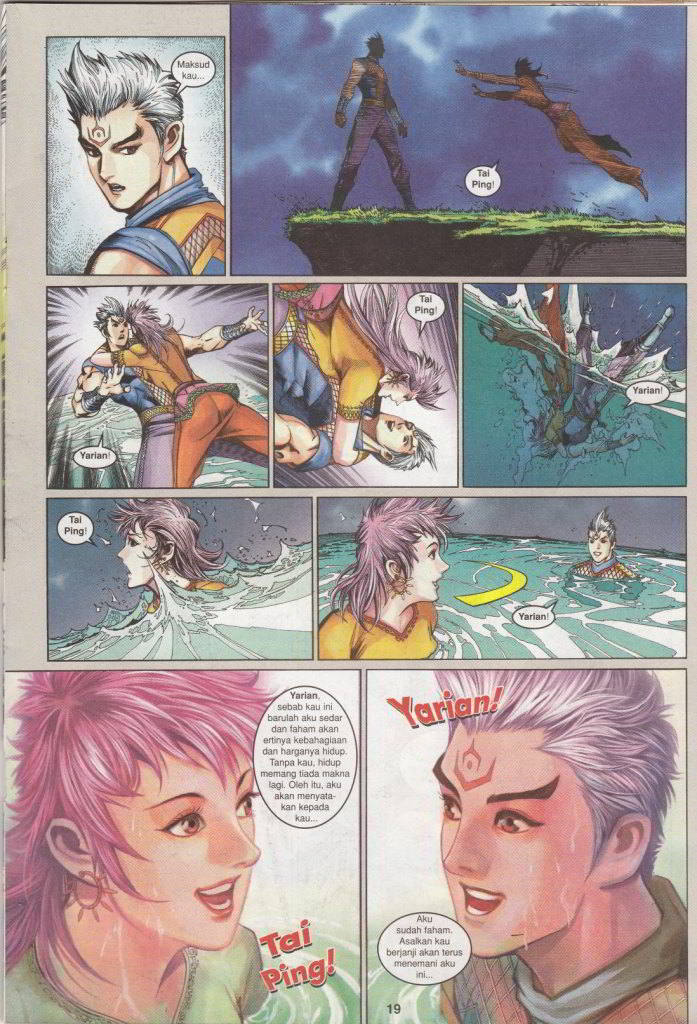 Maksud
kau...
Tai
Ping!
Yarian!
Tai
Ping!
Yarian!
Tai
Ping!
Yarian!
Yarian,
sebab kau ini
barulah aku sedar
dan faham akan
ertinya kebahagiaan
dan harganya hidup.
Tanpa kau, hidup
memang tiada makna
lagi. Oleh itu, aku
akan menyata-
kan kepada
kau...
Tai
Ping!
Yarian!
Aku
sudah faham.
Asalkan kau
berjanji akan terus
menemani aku
ini...
19